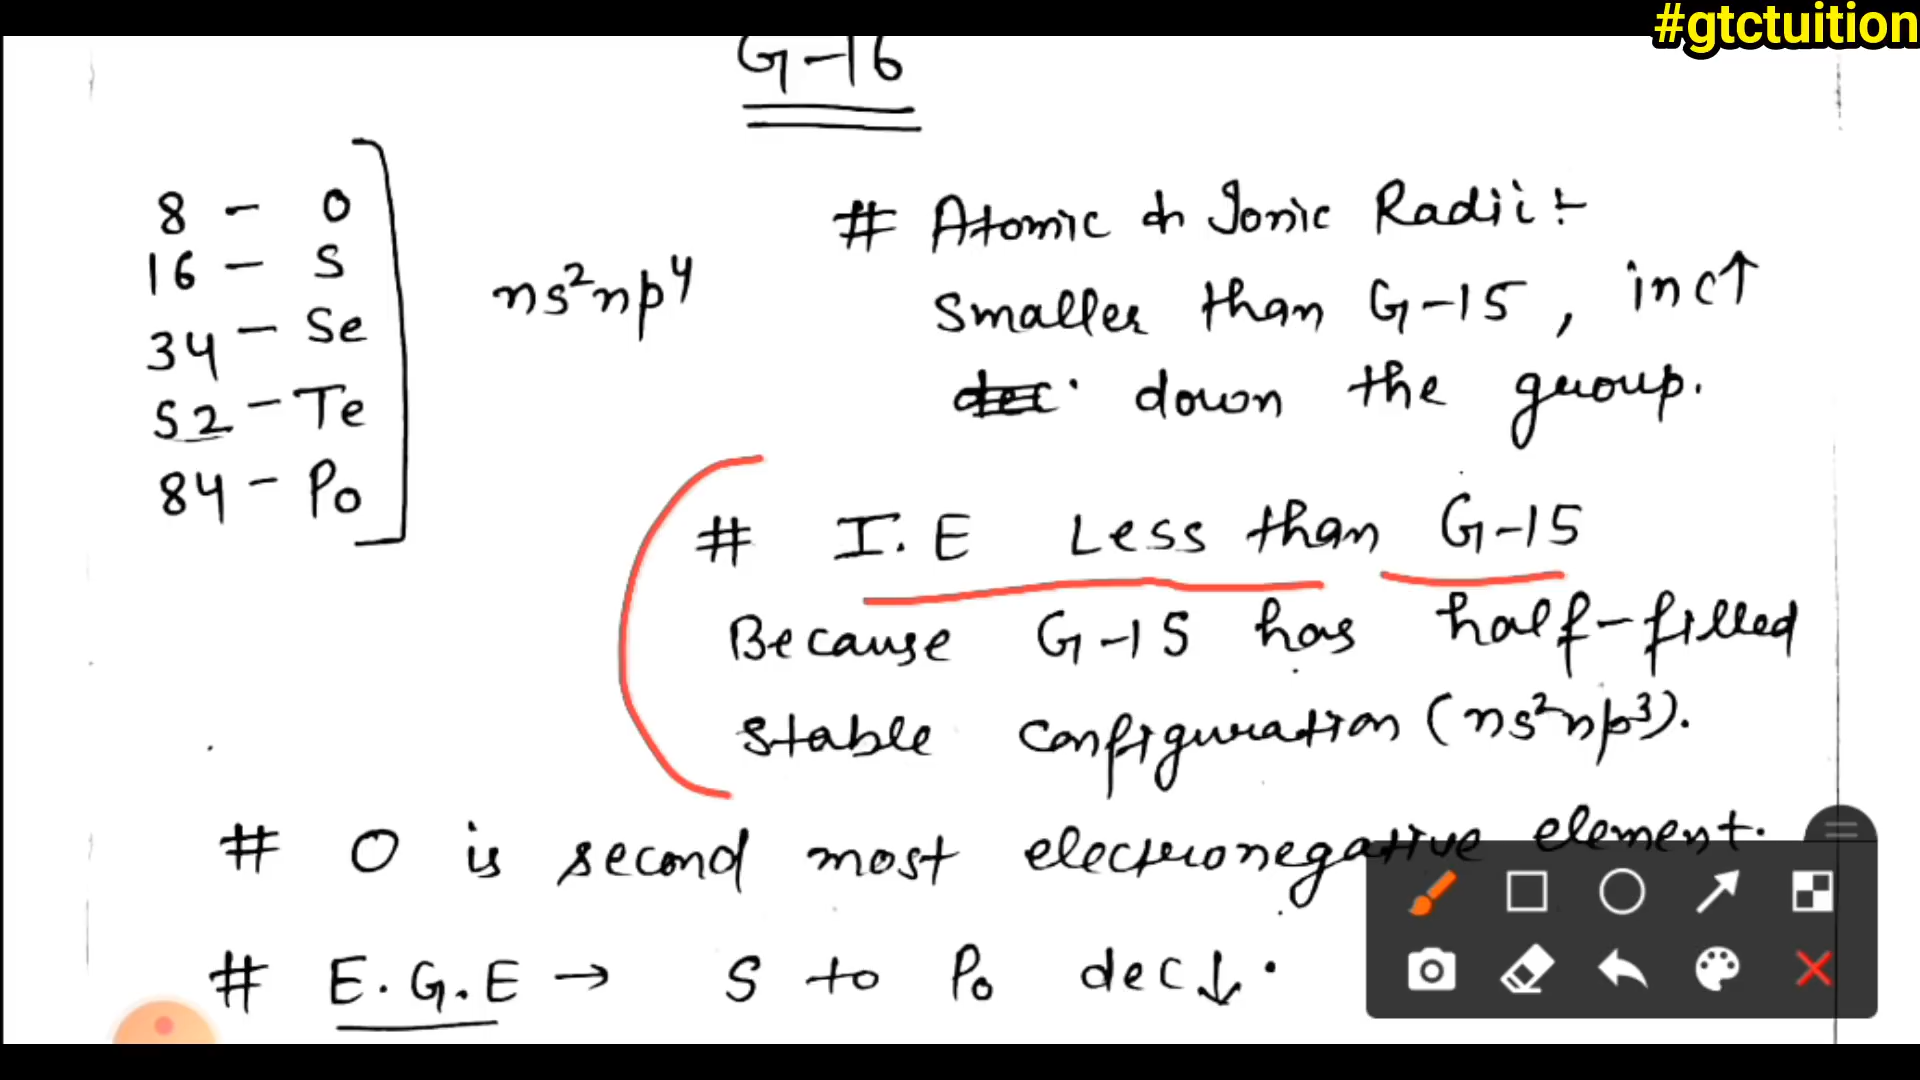 #gtctuition
G-16
8 - O
16 - S
34 - Se
52 - Te
84 - Po
ns²np⁴
# Atomic & Ionic Radii :-
Smaller than G-15, inc↑
down the group.
# I.E Less than G-15
Because G-15 has half-filled
stable configuration (ns²np³).
# O is second most electronegative element.
# E.G.E → S to Po dec↓.